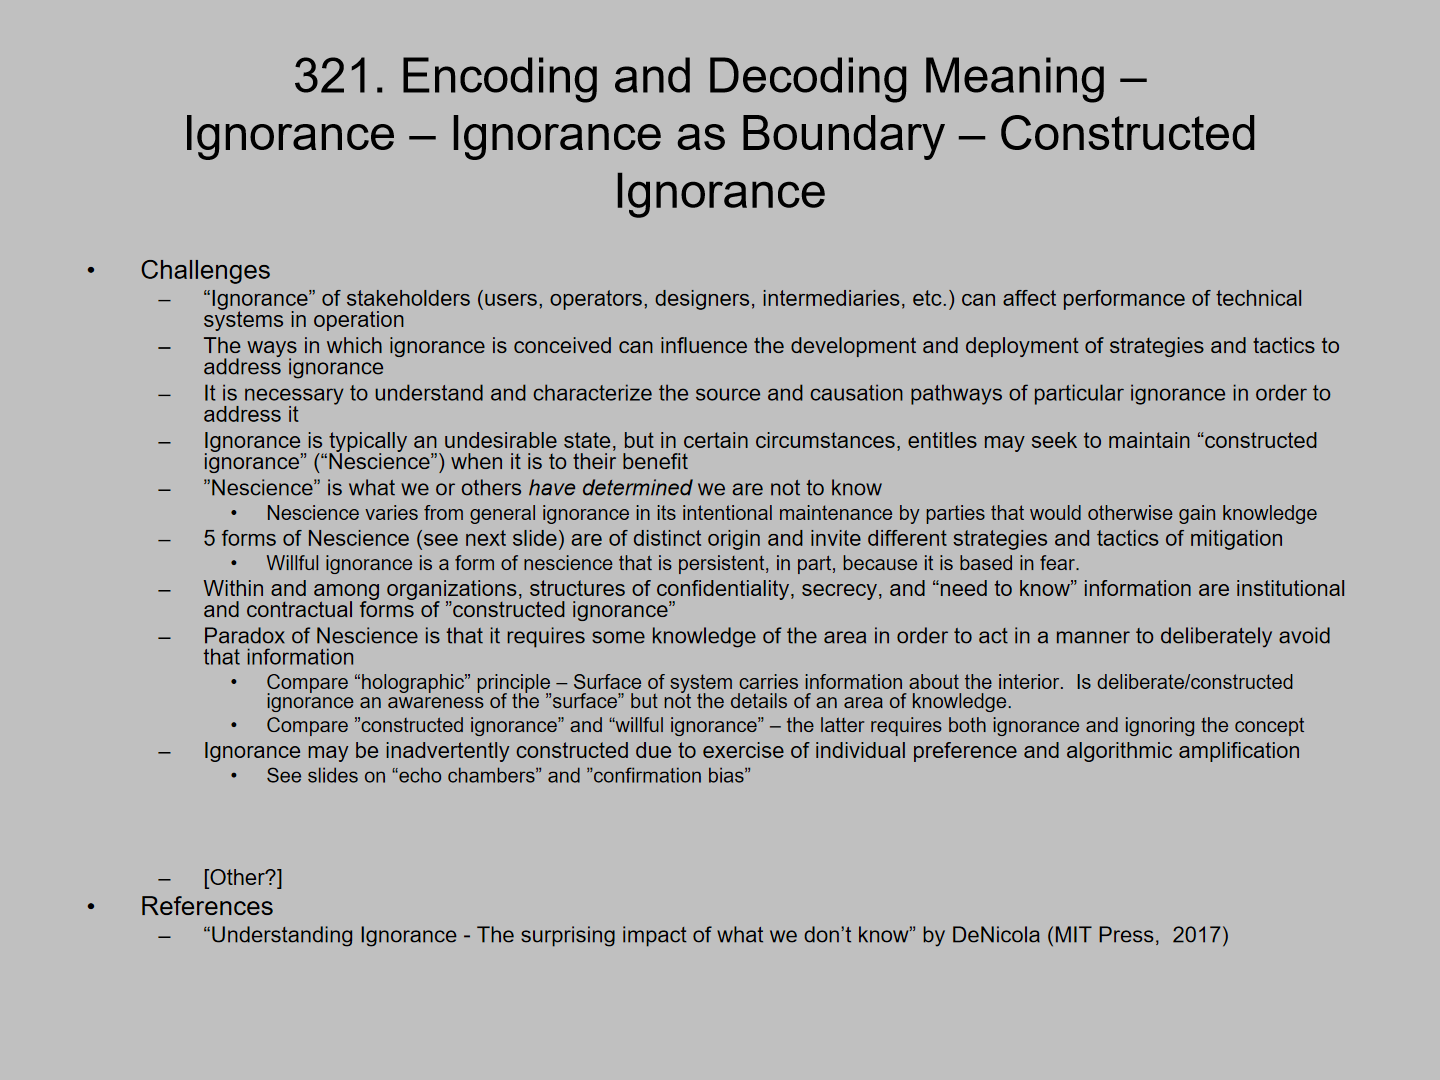 321. Encoding and Decoding Meaning –
Ignorance – Ignorance as Boundary – Constructed
Ignorance
• Challenges
– “Ignorance” of stakeholders (users, operators, designers, intermediaries, etc.) can affect performance of technical
systems in operation
– The ways in which ignorance is conceived can influence the development and deployment of strategies and tactics to
address ignorance
– It is necessary to understand and characterize the source and causation pathways of particular ignorance in order to
address it
– Ignorance is typically an undesirable state, but in certain circumstances, entitles may seek to maintain “constructed
ignorance” (“Nescience”) when it is to their benefit
– ”Nescience” is what we or others have determined we are not to know
• Nescience varies from general ignorance in its intentional maintenance by parties that would otherwise gain knowledge
– 5 forms of Nescience (see next slide) are of distinct origin and invite different strategies and tactics of mitigation
• Willful ignorance is a form of nescience that is persistent, in part, because it is based in fear.
– Within and among organizations, structures of confidentiality, secrecy, and “need to know” information are institutional
and contractual forms of ”constructed ignorance”
– Paradox of Nescience is that it requires some knowledge of the area in order to act in a manner to deliberately avoid
that information
• Compare “holographic” principle – Surface of system carries information about the interior.  Is deliberate/constructed
ignorance an awareness of the ”surface” but not the details of an area of knowledge.
• Compare ”constructed ignorance” and “willful ignorance” – the latter requires both ignorance and ignoring the concept
– Ignorance may be inadvertently constructed due to exercise of individual preference and algorithmic amplification
• See slides on “echo chambers” and ”confirmation bias”
– [Other?]
• References
– “Understanding Ignorance - The surprising impact of what we don’t know” by DeNicola (MIT Press,  2017)